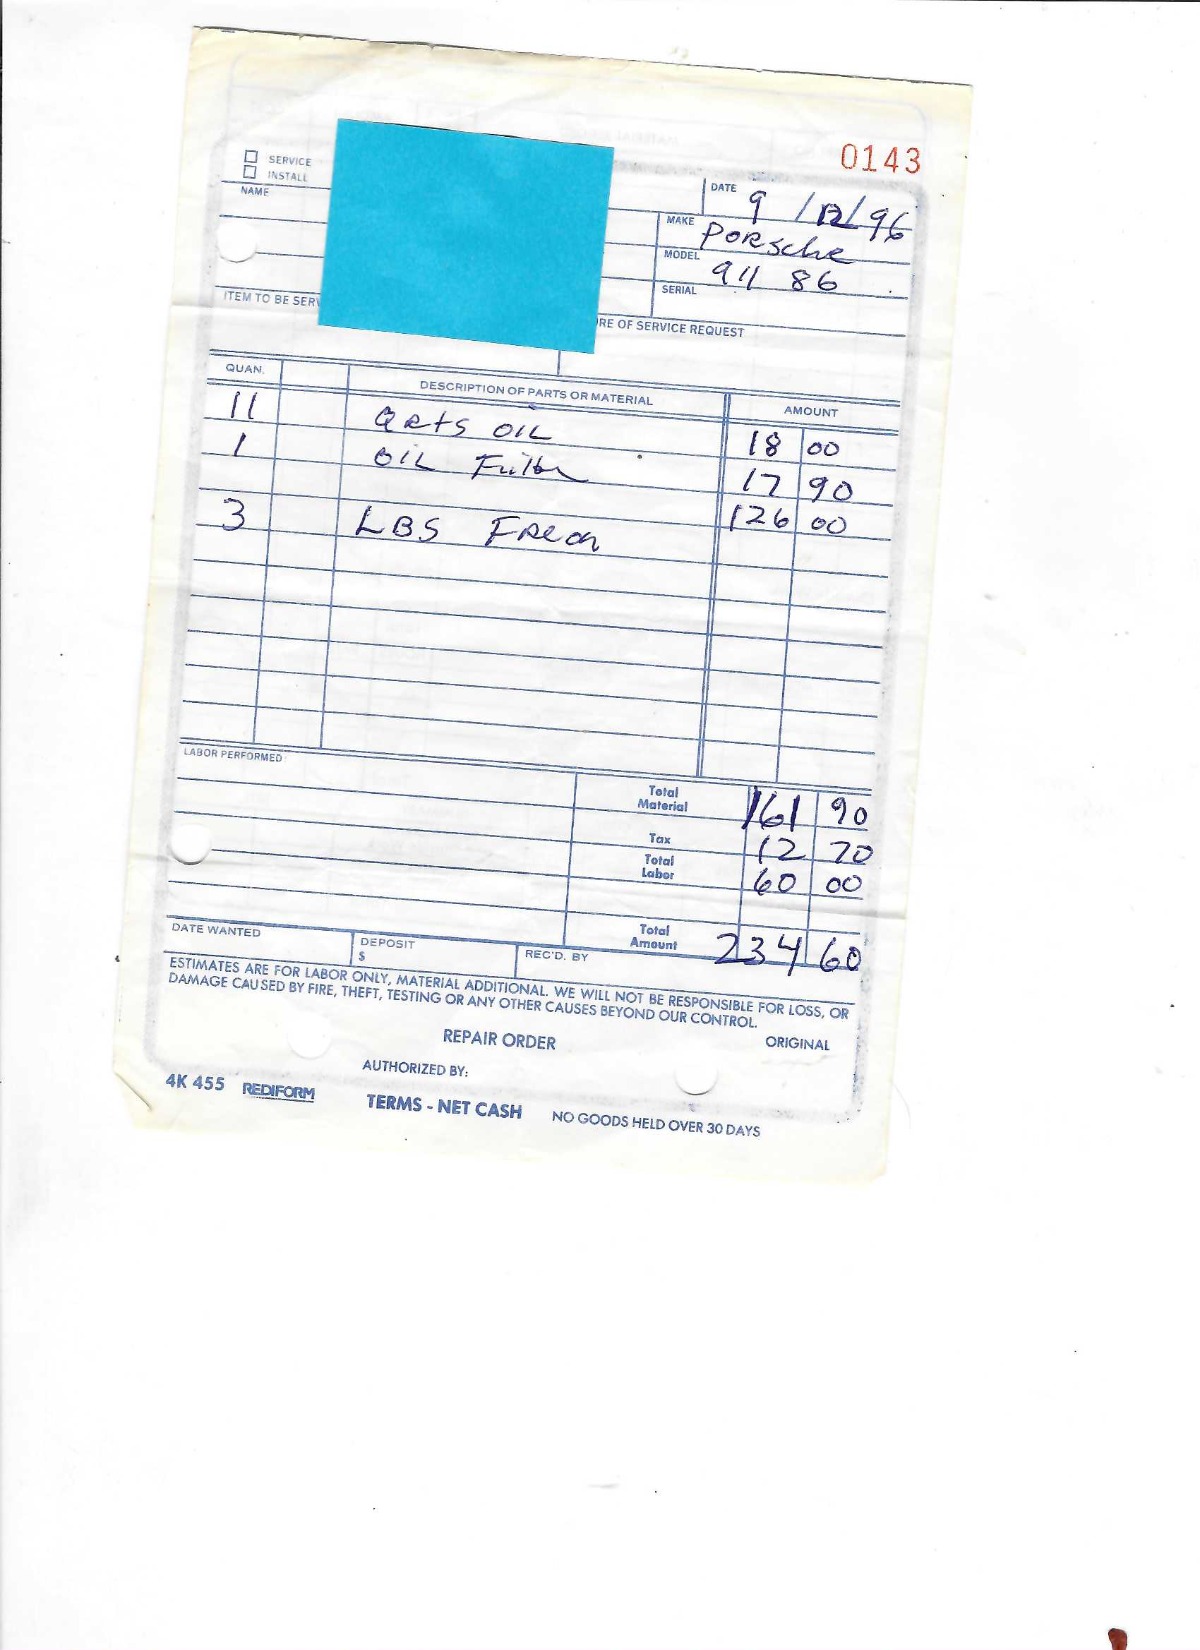 0143
SERVICE
INSTALL
NAME
DATE 9/12/96
MAKE Porsche
MODEL 911 86
SERIAL
ITEM TO BE SERV
RE OF SERVICE REQUEST
QUAN. DESCRIPTION OF PARTS OR MATERIAL AMOUNT
11 QRTS OIL 18 00
1 OIL Filter 17 90
3 LBS FReon 126 00
LABOR PERFORMED
Total Material 161 90
Tax 12 70
Total Labor 60 00
Total Amount 234 60
DATE WANTED DEPOSIT $ REC'D. BY
ESTIMATES ARE FOR LABOR ONLY, MATERIAL ADDITIONAL. WE WILL NOT BE RESPONSIBLE FOR LOSS, OR
DAMAGE CAUSED BY FIRE, THEFT, TESTING OR ANY OTHER CAUSES BEYOND OUR CONTROL.
REPAIR ORDER ORIGINAL
AUTHORIZED BY:
4K 455 REDIFORM TERMS - NET CASH NO GOODS HELD OVER 30 DAYS